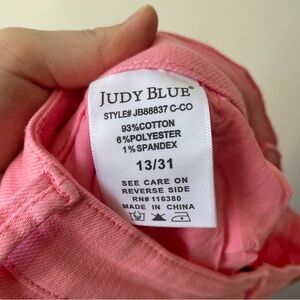 JUDY BLUE®
STYLE# JB88837 C-CO
93%COTTON
6%POLYESTER
1%SPANDEX
13/31
SEE CARE ON
REVERSE SIDE
RN# 116380
MADE IN CHINA